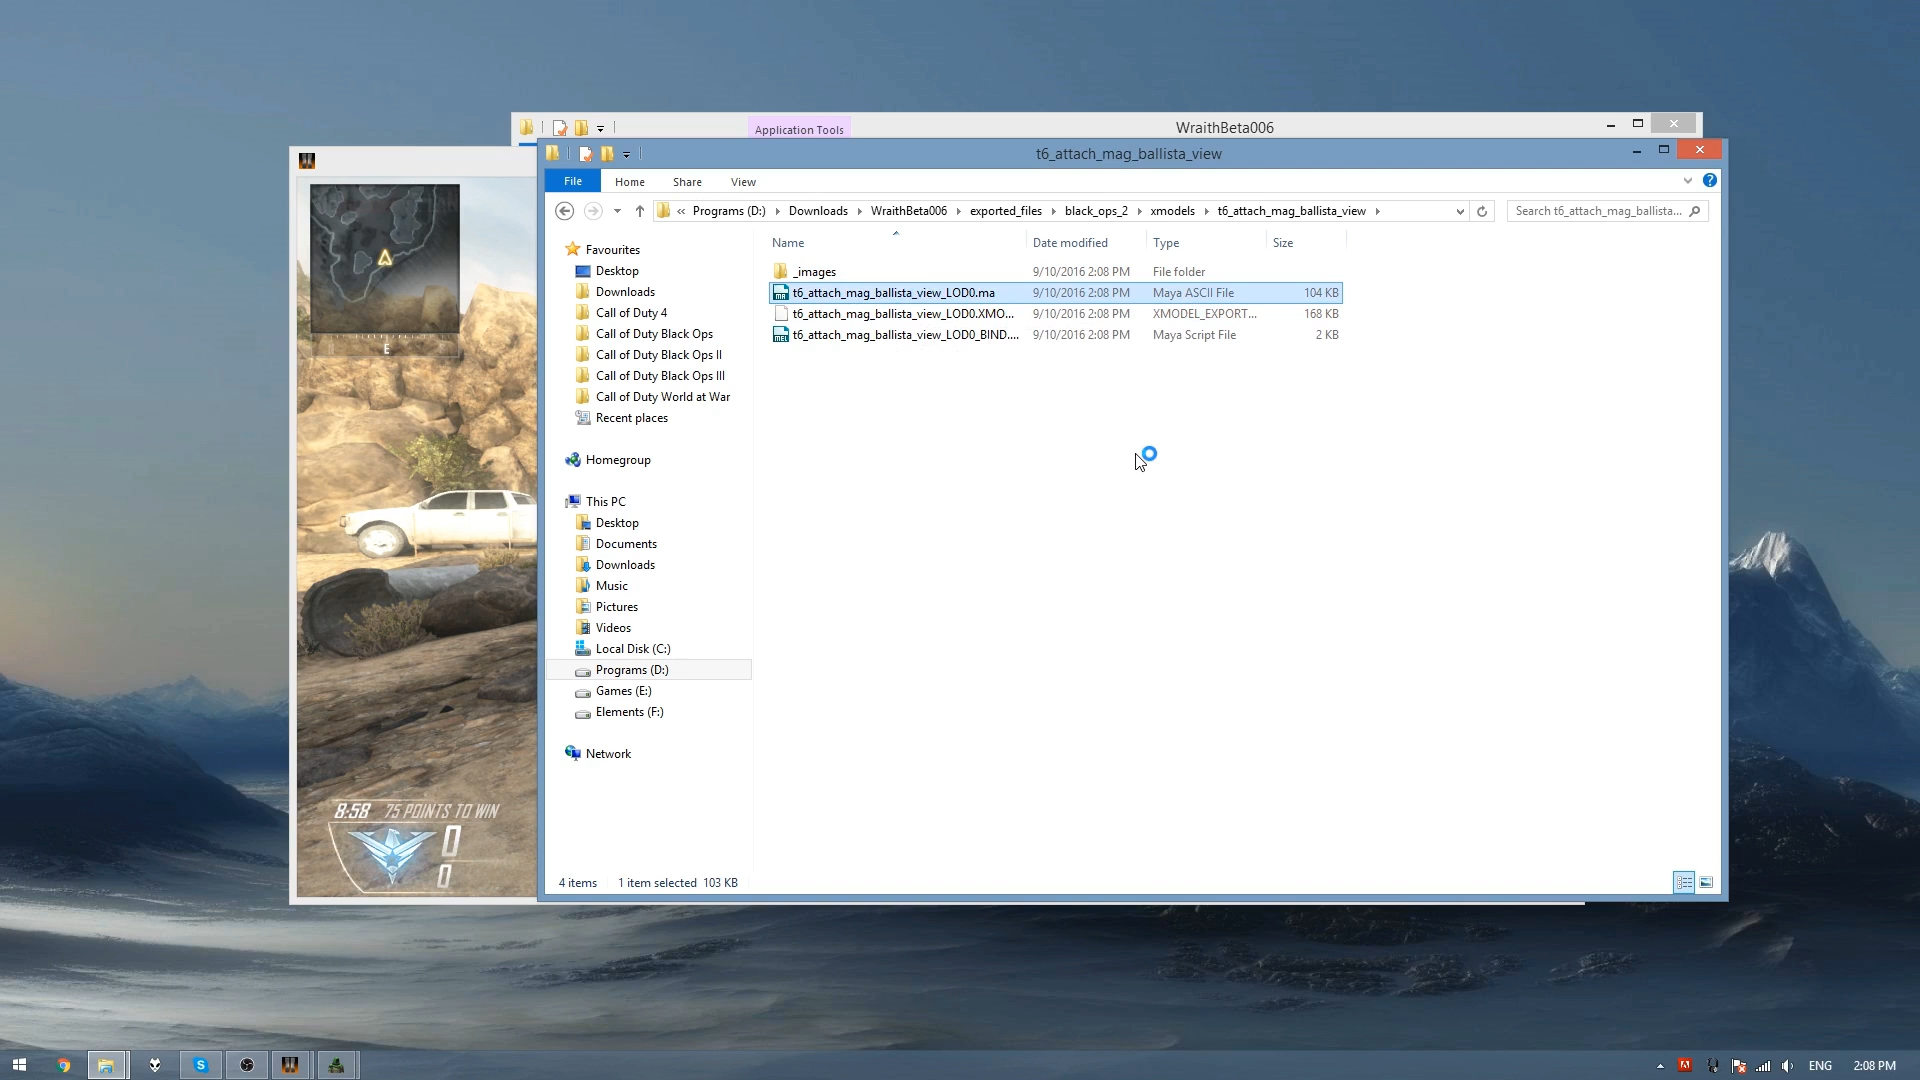 Application Tools
WraithBeta006
t6_attach_mag_ballista_view
File
Home
Share
View
« Programs (D:) Downloads WraithBeta006 exported_files black_ops_2 xmodels t6_attach_mag_ballista_view
Search t6_attach_mag_ballista...
Name
Date modified
Type
Size
_images
9/10/2016 2:08 PM
File folder
t6_attach_mag_ballista_view_LOD0.ma
9/10/2016 2:08 PM
Maya ASCII File
104 KB
t6_attach_mag_ballista_view_LOD0.XMO...
9/10/2016 2:08 PM
XMODEL_EXPORT...
168 KB
t6_attach_mag_ballista_view_LOD0_BIND....
9/10/2016 2:08 PM
Maya Script File
2 KB
Favourites
Desktop
Downloads
Call of Duty 4
Call of Duty Black Ops
Call of Duty Black Ops II
Call of Duty Black Ops III
Call of Duty World at War
Recent places
Homegroup
This PC
Desktop
Documents
Downloads
Music
Pictures
Videos
Local Disk (C:)
Programs (D:)
Games (E:)
Elements (F:)
Network
4 items
1 item selected 103 KB
E
8:58 75 POINTS TO WIN
0
0
ENG
2:08 PM